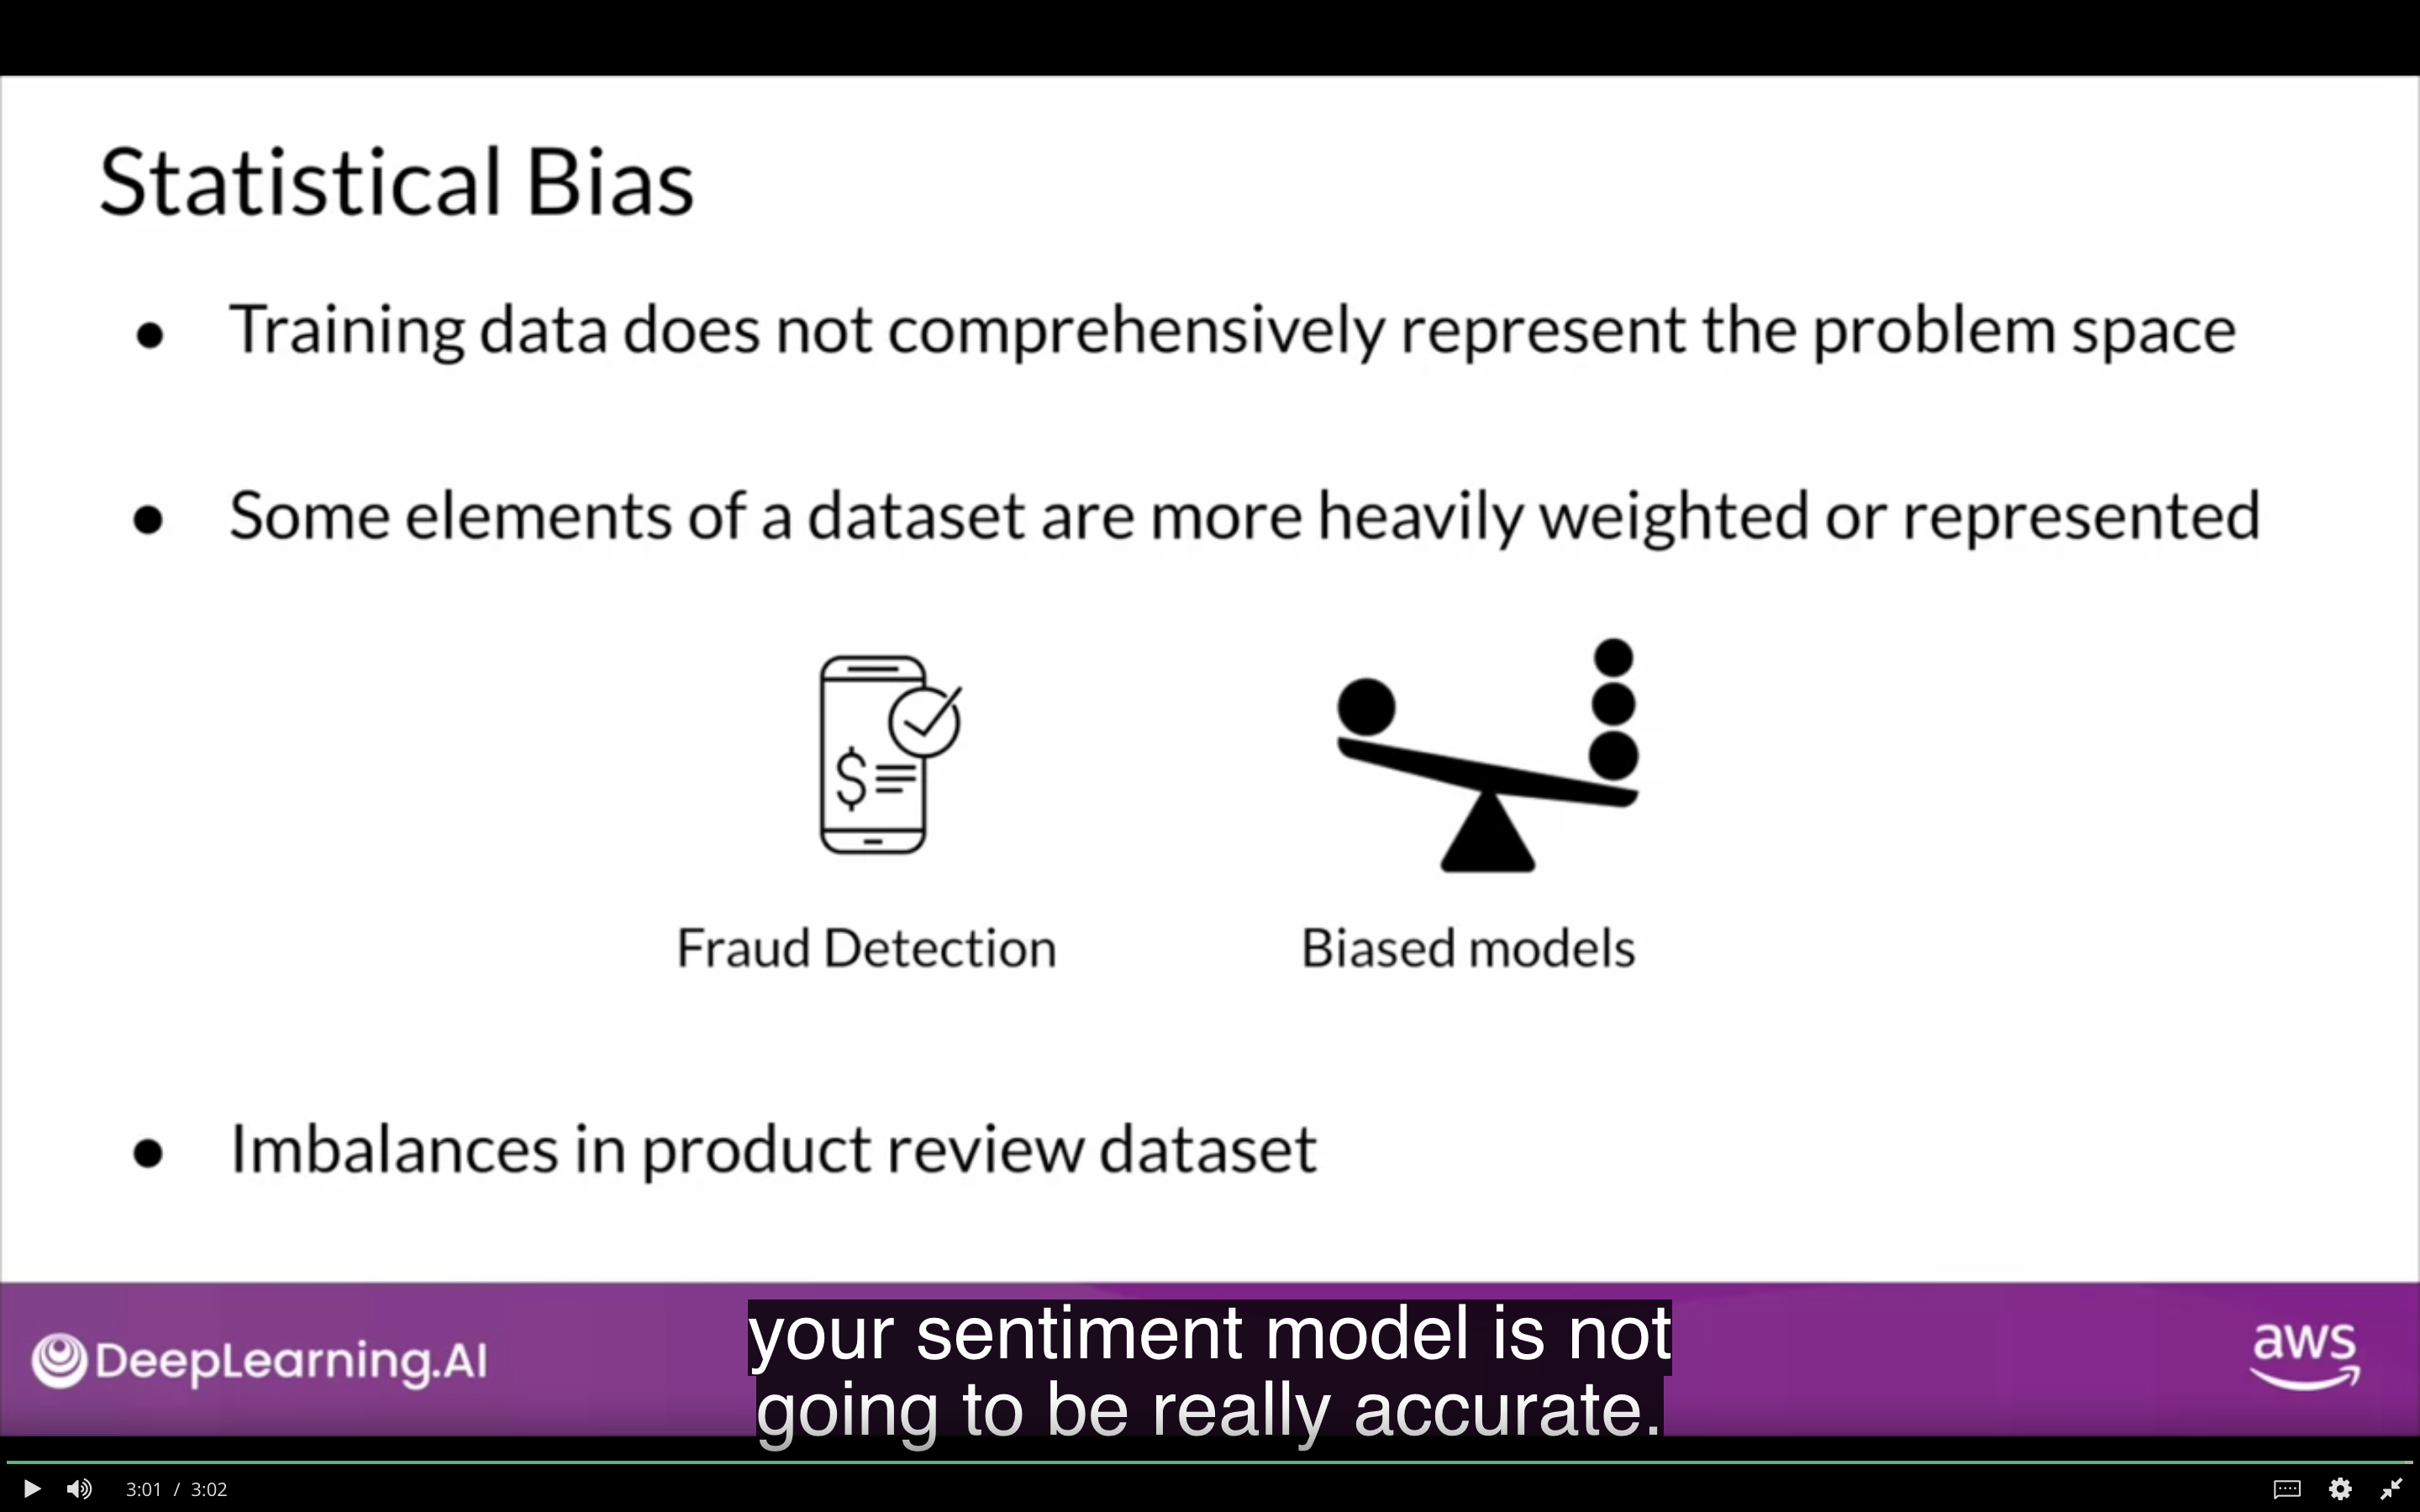 Statistical Bias
● Training data does not comprehensively represent the problem space
● Some elements of a dataset are more heavily weighted or represented
$
Fraud Detection
Biased models
● Imbalances in product review dataset
DeepLearning.AI
your sentiment model is not
going to be really accurate.
aws
3:01 / 3:02